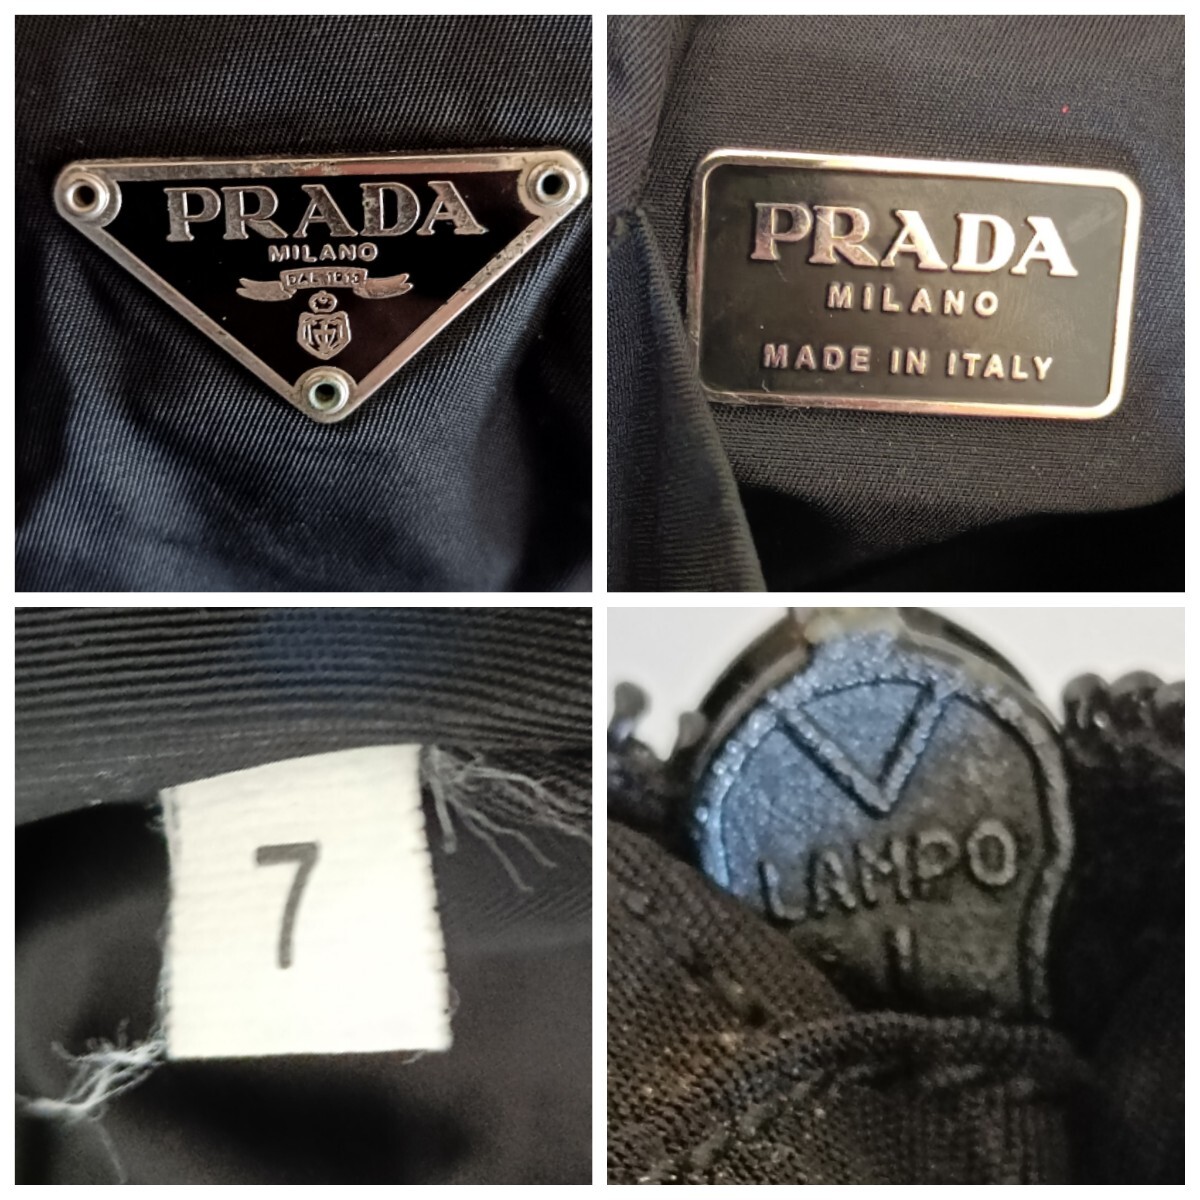 PRADA
MILANO
DAL 1913
PRADA
MILANO
MADE IN ITALY
7
LAMPO
I